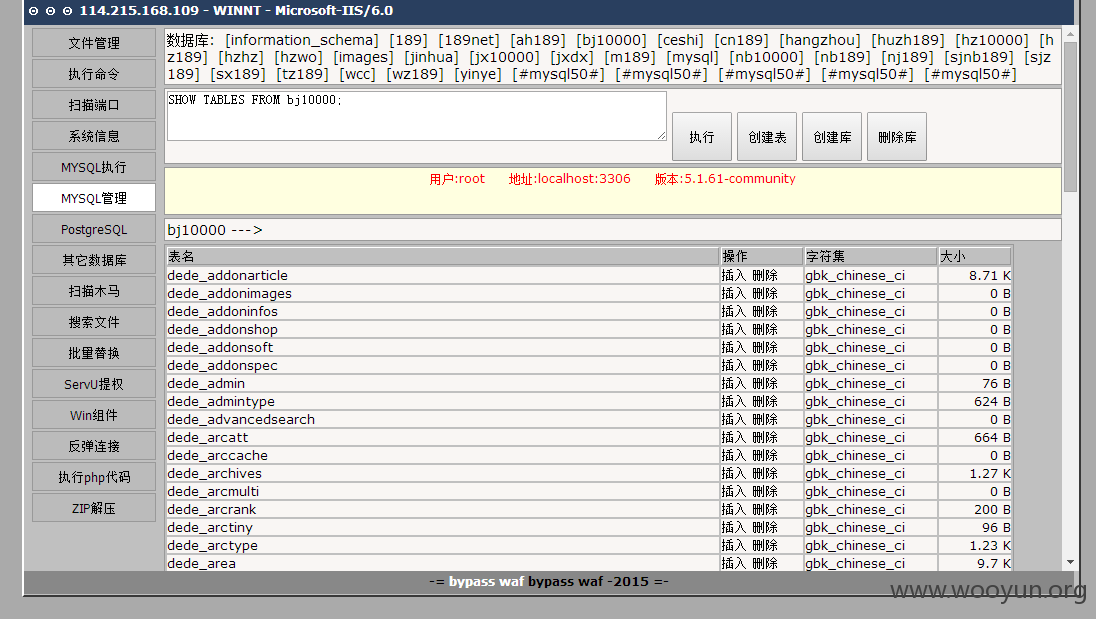 114.215.168.109 - WINNT - Microsoft-IIS/6.0
文件管理
执行命令
扫描端口
系统信息
MYSQL执行
MYSQL管理
PostgreSQL
其它数据库
扫描木马
搜索文件
批量替换
ServU提权
Win组件
反弹连接
执行php代码
ZIP解压
数据库: [information_schema] [189] [189net] [ah189] [bj10000] [ceshi] [cn189] [hangzhou] [huzh189] [hz10000] [h
z189] [hzhz] [hzwo] [images] [jinhua] [jx10000] [jxdx] [m189] [mysql] [nb10000] [nb189] [nj189] [sjnb189] [sjz
189] [sx189] [tz189] [wcc] [wz189] [yinye] [#mysql50#] [#mysql50#] [#mysql50#] [#mysql50#] [#mysql50#]
SHOW TABLES FROM bj10000;
执行 创建表 创建库 删除库
用户:root 地址:localhost:3306 版本:5.1.61-community
bj10000 --->
表名 操作 字符集 大小
dede_addonarticle 插入 删除 gbk_chinese_ci 8.71 K
dede_addonimages 插入 删除 gbk_chinese_ci 0 B
dede_addoninfos 插入 删除 gbk_chinese_ci 0 B
dede_addonshop 插入 删除 gbk_chinese_ci 0 B
dede_addonsoft 插入 删除 gbk_chinese_ci 0 B
dede_addonspec 插入 删除 gbk_chinese_ci 0 B
dede_admin 插入 删除 gbk_chinese_ci 76 B
dede_admintype 插入 删除 gbk_chinese_ci 624 B
dede_advancedsearch 插入 删除 gbk_chinese_ci 0 B
dede_arcatt 插入 删除 gbk_chinese_ci 664 B
dede_arccache 插入 删除 gbk_chinese_ci 0 B
dede_archives 插入 删除 gbk_chinese_ci 1.27 K
dede_arcmulti 插入 删除 gbk_chinese_ci 0 B
dede_arcrank 插入 删除 gbk_chinese_ci 200 B
dede_arctiny 插入 删除 gbk_chinese_ci 96 B
dede_arctype 插入 删除 gbk_chinese_ci 1.23 K
dede_area 插入 删除 gbk_chinese_ci 9.7 K
-= bypass waf bypass waf -2015 =-
www.wooyun.org